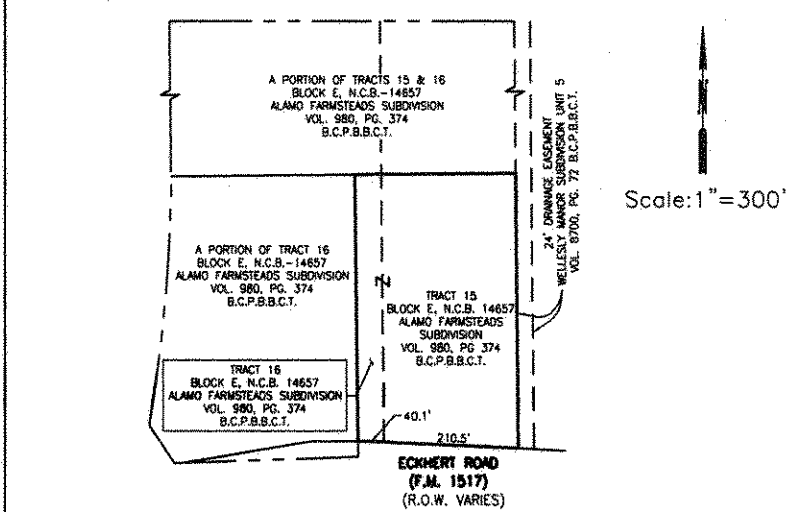 A PORTION OF TRACTS 15 & 16
BLOCK E, N.C.B.-14657
ALAMO FARMSTEADS SUBDIVISION
VOL. 980, PG. 374
B.C.P.B.B.C.T.
24' DRAINAGE EASEMENT
WELLESLY MANOR SUBDIVISION UNIT 5
VOL. 8700, PG. 72 B.C.P.B.B.C.T.
Scale:1"=300'
A PORTION OF TRACT 16
BLOCK E, N.C.B.-14657
ALAMO FARMSTEADS SUBDIVISION
VOL. 980, PG. 374
B.C.P.B.B.C.T.
TRACT 15
BLOCK E, N.C.B. 14657
ALAMO FARMSTEADS
SUBDIVISION
VOL. 980, PG 374
B.C.P.B.B.C.T.
TRACT 16
BLOCK E, N.C.B. 14657
ALAMO FARMSTEADS SUBDIVISION
VOL. 980, PG. 374
B.C.P.B.B.C.T.
40.1'
210.5'
ECKHERT ROAD
(F.M. 1517)
(R.O.W. VARIES)